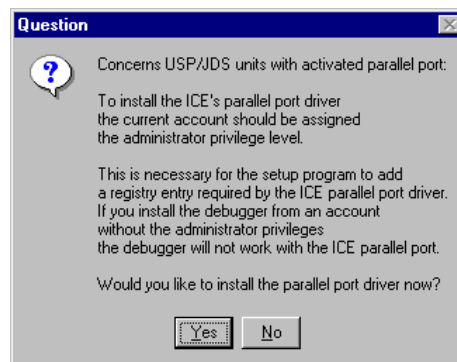 Question
Concerns USP/JDS units with activated parallel port:
To install the ICE's parallel port driver
the current account should be assigned
the administrator privilege level.
This is necessary for the setup program to add
a registry entry required by the ICE parallel port driver.
If you install the debugger from an account
without the administrator privileges
the debugger will not work with the ICE parallel port.
Would you like to install the parallel port driver now?
Yes No